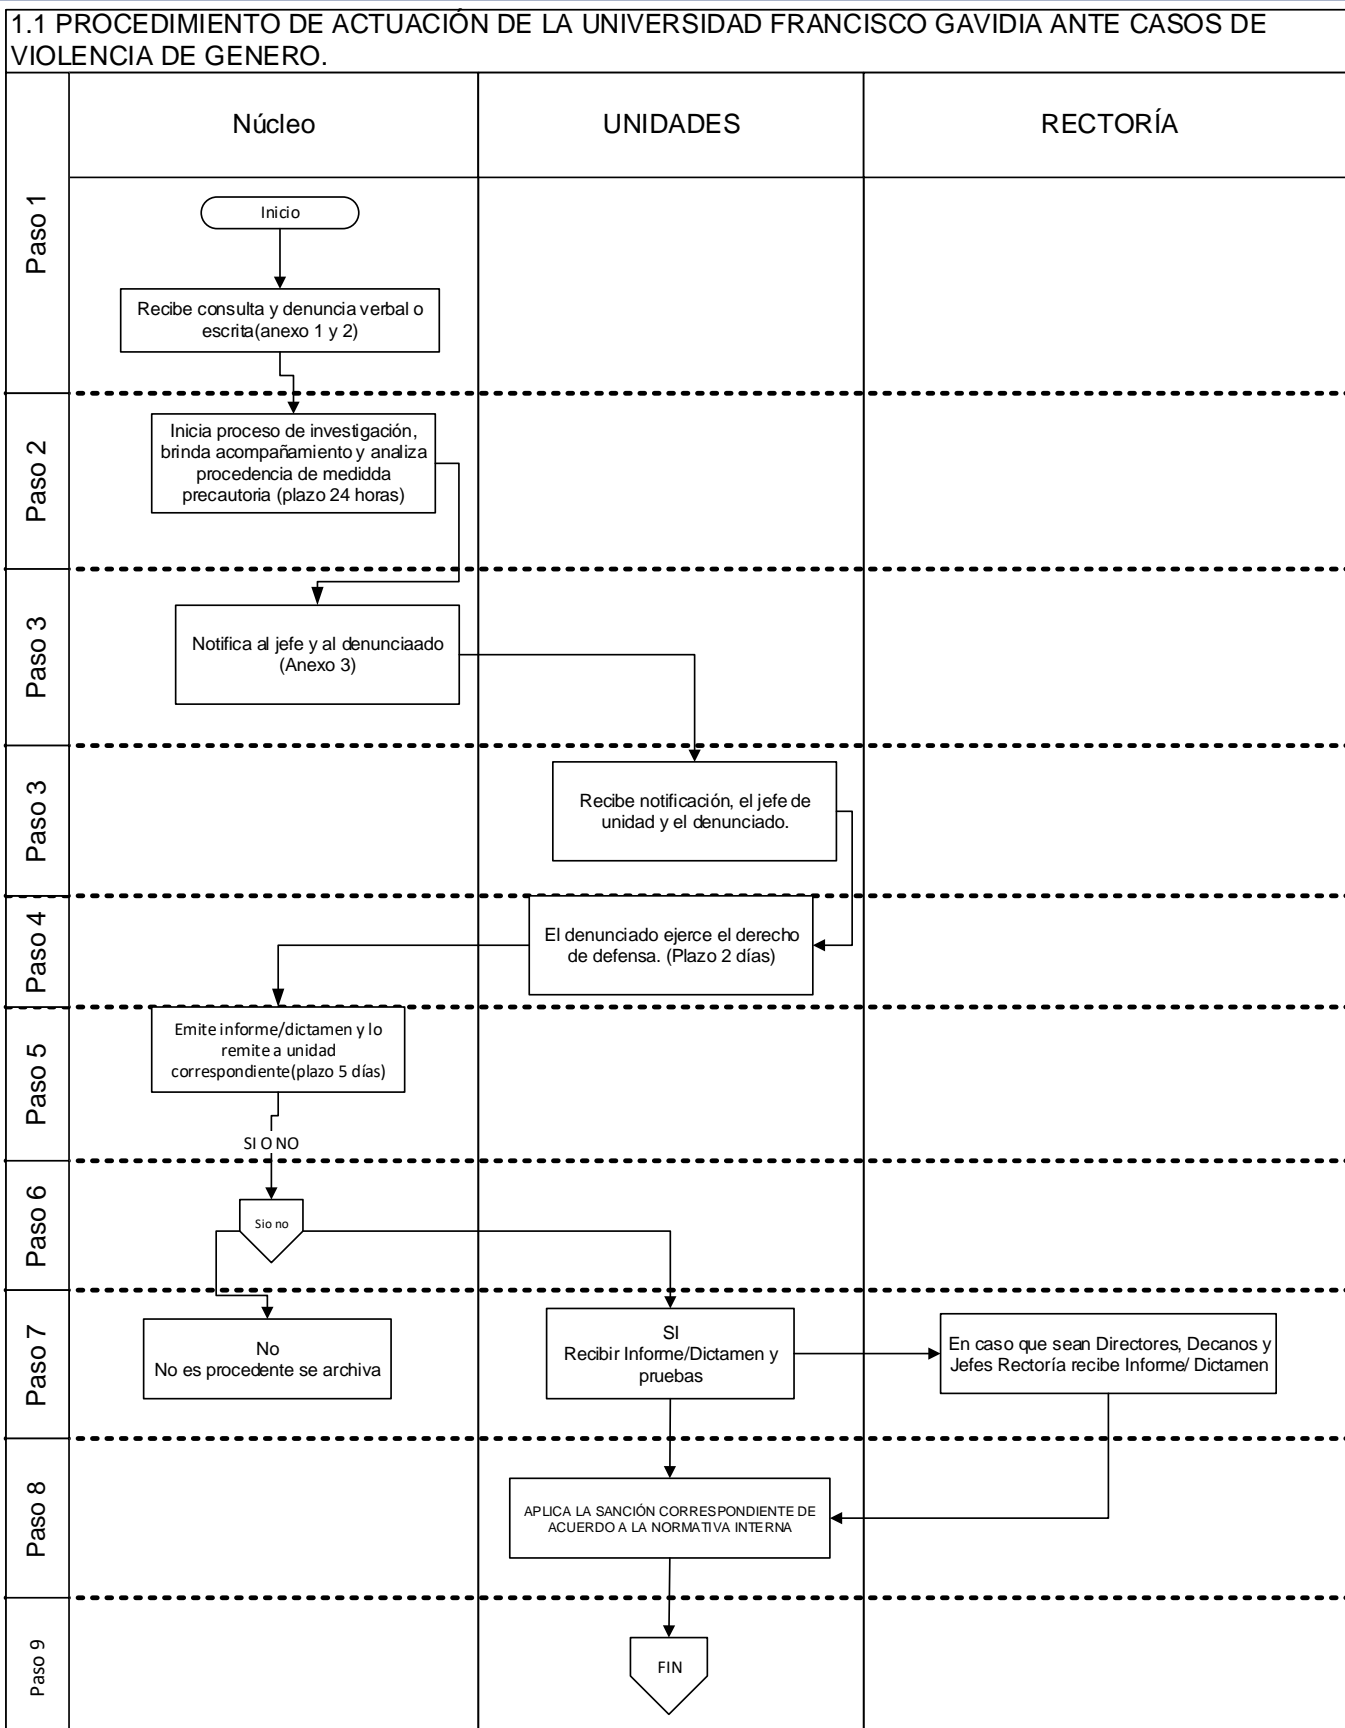 1.1 PROCEDIMIENTO DE ACTUACIÓN DE LA UNIVERSIDAD FRANCISCO GAVIDIA ANTE CASOS DE
VIOLENCIA DE GENERO.
Núcleo
UNIDADES
RECTORÍA
Paso 1
Inicio
Recibe consulta y denuncia verbal o
escrita(anexo 1 y 2)
Paso 2
Inicia proceso de investigación,
brinda acompañamiento y analiza
procedencia de medidda
precautoria (plazo 24 horas)
Paso 3
Notifica al jefe y al denunciaado
(Anexo 3)
Paso 3
Recibe notificación, el jefe de
unidad y el denunciado.
Paso 4
El denunciado ejerce el derecho
de defensa. (Plazo 2 días)
Paso 5
Emite informe/dictamen y lo
remite a unidad
correspondiente(plazo 5 días)
SI O NO
Paso 6
Sio no
Paso 7
No
No es procedente se archiva
SI
Recibir Informe/Dictamen y
pruebas
En caso que sean Directores, Decanos y
Jefes Rectoría recibe Informe/ Dictamen
Paso 8
APLICA LA SANCIÓN CORRESPONDIENTE DE
ACUERDO A LA NORMATIVA INTERNA
Paso 9
FIN